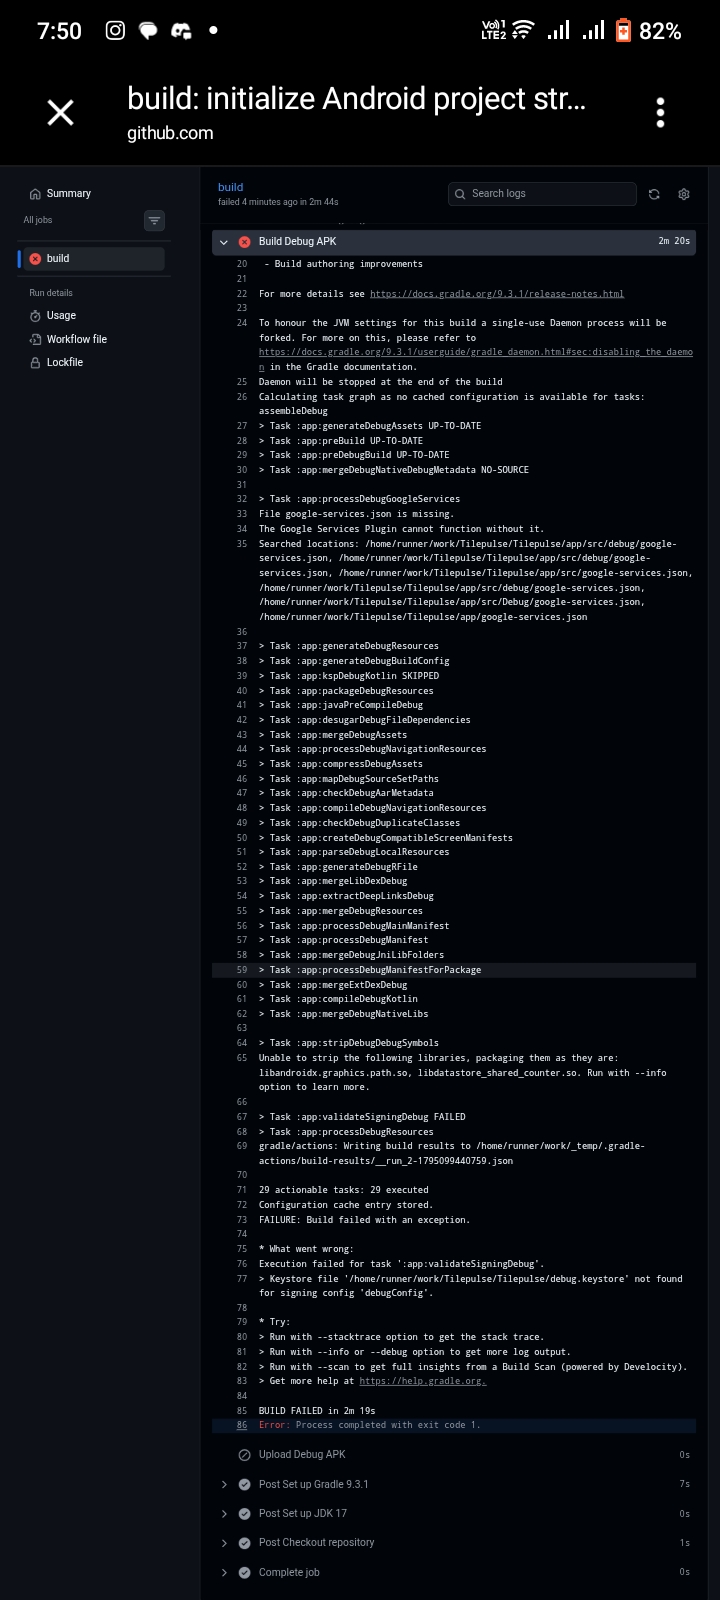 7:50
Vo)) 1
LTE2
82%
build: initialize Android project str...
github.com
Summary
All jobs
build
Run details
Usage
Workflow file
Lockfile
build
failed 4 minutes ago in 2m 44s
Search logs
Build Debug APK 2m 20s
20 - Build authoring improvements
21
22 For more details see https://docs.gradle.org/9.3.1/release-notes.html
23
24 To honour the JVM settings for this build a single-use Daemon process will be
forked. For more on this, please refer to
https://docs.gradle.org/9.3.1/userguide/gradle_daemon.html#sec:disabling_the_daemo
n in the Gradle documentation.
25 Daemon will be stopped at the end of the build
26 Calculating task graph as no cached configuration is available for tasks:
assembleDebug
27 > Task :app:generateDebugAssets UP-TO-DATE
28 > Task :app:preBuild UP-TO-DATE
29 > Task :app:preDebugBuild UP-TO-DATE
30 > Task :app:mergeDebugNativeDebugMetadata NO-SOURCE
31
32 > Task :app:processDebugGoogleServices
33 File google-services.json is missing.
34 The Google Services Plugin cannot function without it.
35 Searched locations: /home/runner/work/Tilepulse/Tilepulse/app/src/debug/google-
services.json, /home/runner/work/Tilepulse/Tilepulse/app/src/debug/google-
services.json, /home/runner/work/Tilepulse/Tilepulse/app/src/google-services.json,
/home/runner/work/Tilepulse/Tilepulse/app/src/debug/google-services.json,
/home/runner/work/Tilepulse/Tilepulse/app/src/Debug/google-services.json,
/home/runner/work/Tilepulse/Tilepulse/app/google-services.json
36
37 > Task :app:generateDebugResources
38 > Task :app:generateDebugBuildConfig
39 > Task :app:kspDebugKotlin SKIPPED
40 > Task :app:packageDebugResources
41 > Task :app:javaPreCompileDebug
42 > Task :app:desugarDebugFileDependencies
43 > Task :app:mergeDebugAssets
44 > Task :app:processDebugNavigationResources
45 > Task :app:compressDebugAssets
46 > Task :app:mapDebugSourceSetPaths
47 > Task :app:checkDebugAarMetadata
48 > Task :app:compileDebugNavigationResources
49 > Task :app:checkDebugDuplicateClasses
50 > Task :app:createDebugCompatibleScreenManifests
51 > Task :app:parseDebugLocalResources
52 > Task :app:generateDebugRFile
53 > Task :app:mergeLibDexDebug
54 > Task :app:extractDeepLinksDebug
55 > Task :app:mergeDebugResources
56 > Task :app:processDebugMainManifest
57 > Task :app:processDebugManifest
58 > Task :app:mergeDebugJniLibFolders
59 > Task :app:processDebugManifestForPackage
60 > Task :app:mergeExtDexDebug
61 > Task :app:compileDebugKotlin
62 > Task :app:mergeDebugNativeLibs
63
64 > Task :app:stripDebugDebugSymbols
65 Unable to strip the following libraries, packaging them as they are:
libandroidx.graphics.path.so, libdatastore_shared_counter.so. Run with --info
option to learn more.
66
67 > Task :app:validateSigningDebug FAILED
68 > Task :app:processDebugResources
69 gradle/actions: Writing build results to /home/runner/work/_temp/.gradle-
actions/build-results/__run_2-1795099440759.json
70
71 29 actionable tasks: 29 executed
72 Configuration cache entry stored.
73 FAILURE: Build failed with an exception.
74
75 * What went wrong:
76 Execution failed for task ':app:validateSigningDebug'.
77 > Keystore file '/home/runner/work/Tilepulse/Tilepulse/debug.keystore' not found
for signing config 'debugConfig'.
78
79 * Try:
80 > Run with --stacktrace option to get the stack trace.
81 > Run with --info or --debug option to get more log output.
82 > Run with --scan to get full insights from a Build Scan (powered by Develocity).
83 > Get more help at https://help.gradle.org.
84
85 BUILD FAILED in 2m 19s
86 Error: Process completed with exit code 1.
Upload Debug APK 0s
Post Set up Gradle 9.3.1 7s
Post Set up JDK 17 0s
Post Checkout repository 1s
Complete job 0s